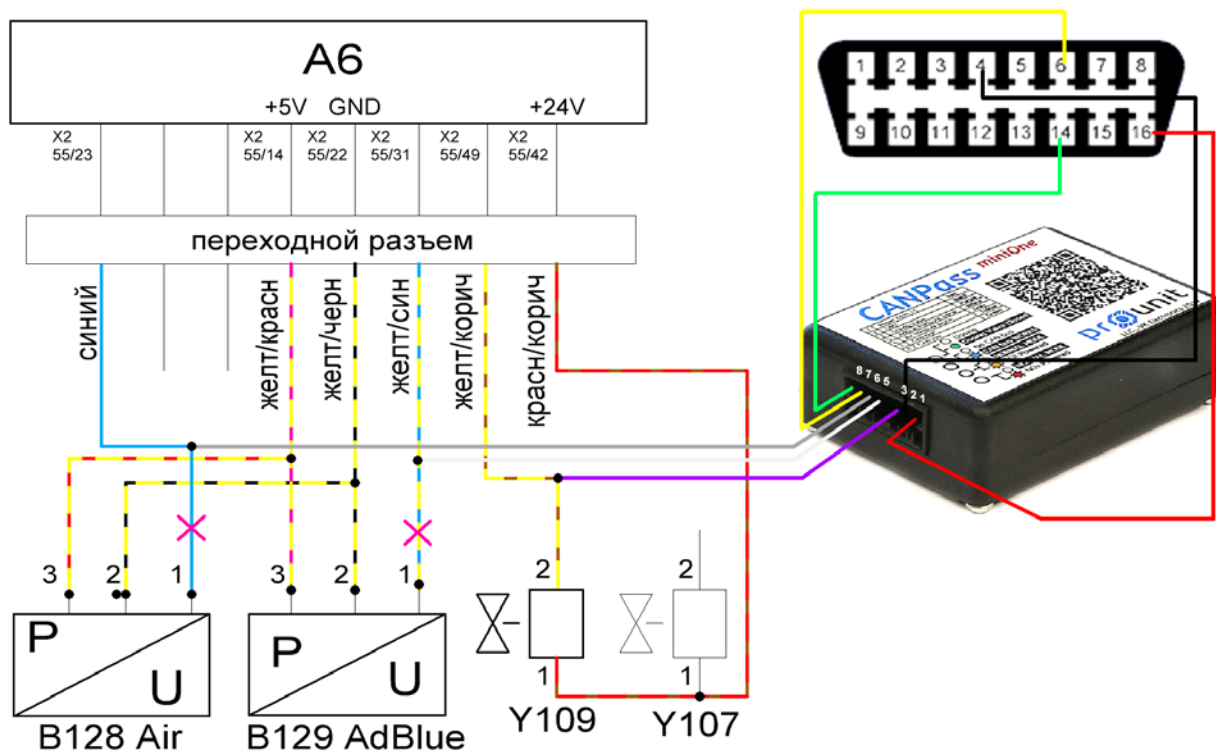 A6
+5V GND +24V
X2 55/23
X2 55/14
X2 55/22
X2 55/31
X2 55/49
X2 55/42
переходной разъем
синий
желт/красн
желт/черн
желт/син
желт/корич
красн/корич
3 2 1
3 2 1
2
1
2
1
P U
P U
B128 Air
B129 AdBlue
Y109
Y107
1 2 3 4 5 6 7 8
9 10 11 12 13 14 15 16
CANPass miniOne
prounit
8 7 6 5 3 2 1